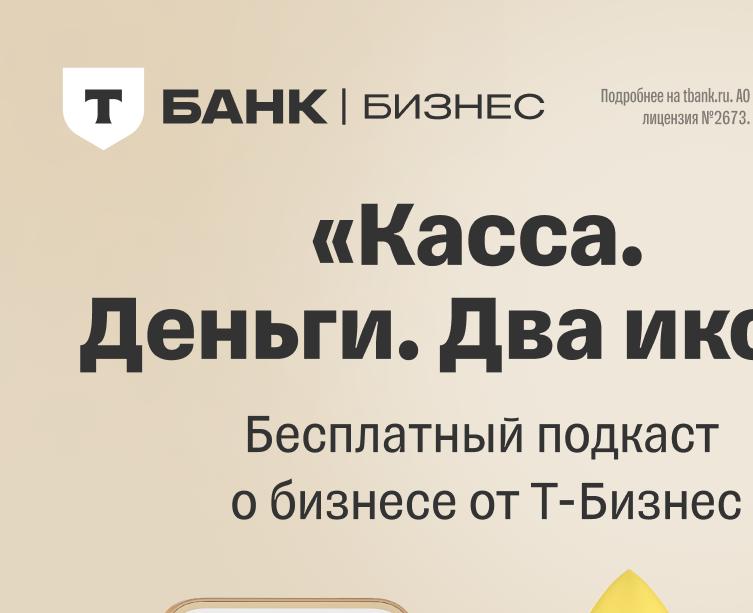 Т БАНК | БИЗНЕС
Подробнее на tbank.ru. АО
лицензия №2673.
«Касса.
Деньги. Два
Бесплатный подкаст
о бизнесе от Т-Бизнес